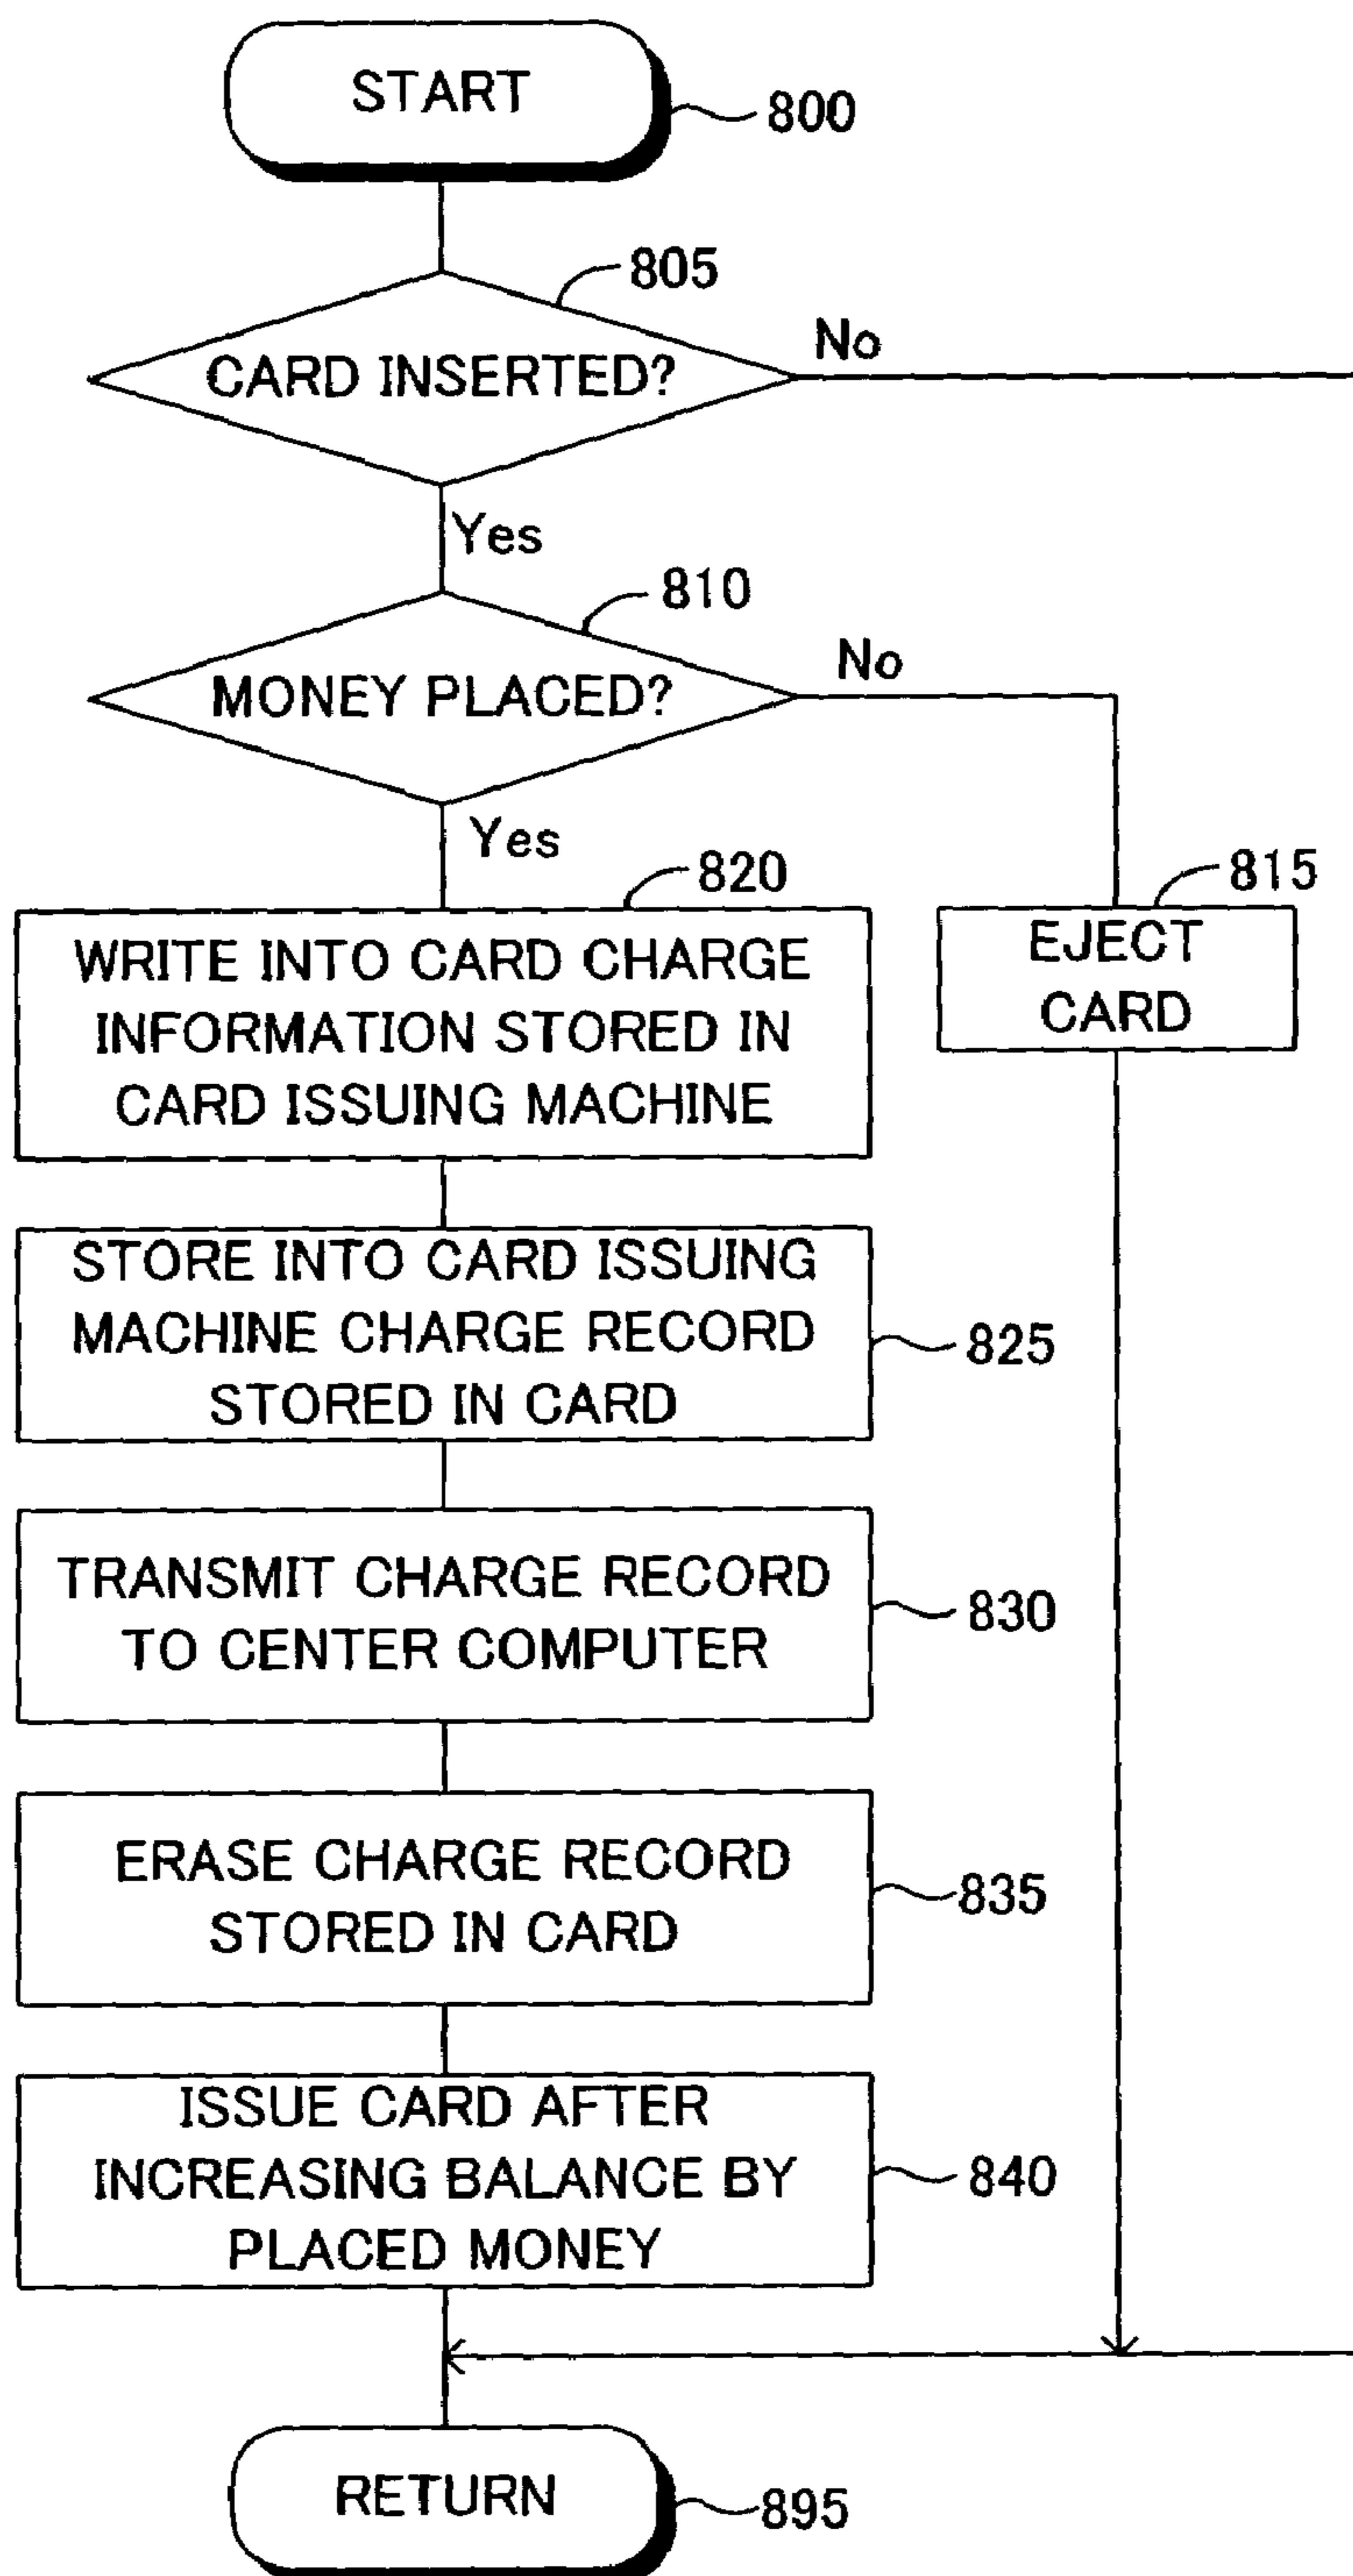 START
800
805
CARD INSERTED?
No
Yes
810
MONEY PLACED?
No
Yes
820
WRITE INTO CARD CHARGE
INFORMATION STORED IN
CARD ISSUING MACHINE
815
EJECT
CARD
STORE INTO CARD ISSUING
MACHINE CHARGE RECORD
STORED IN CARD
825
TRANSMIT CHARGE RECORD
TO CENTER COMPUTER
830
ERASE CHARGE RECORD
STORED IN CARD
835
ISSUE CARD AFTER
INCREASING BALANCE BY
PLACED MONEY
840
RETURN
895